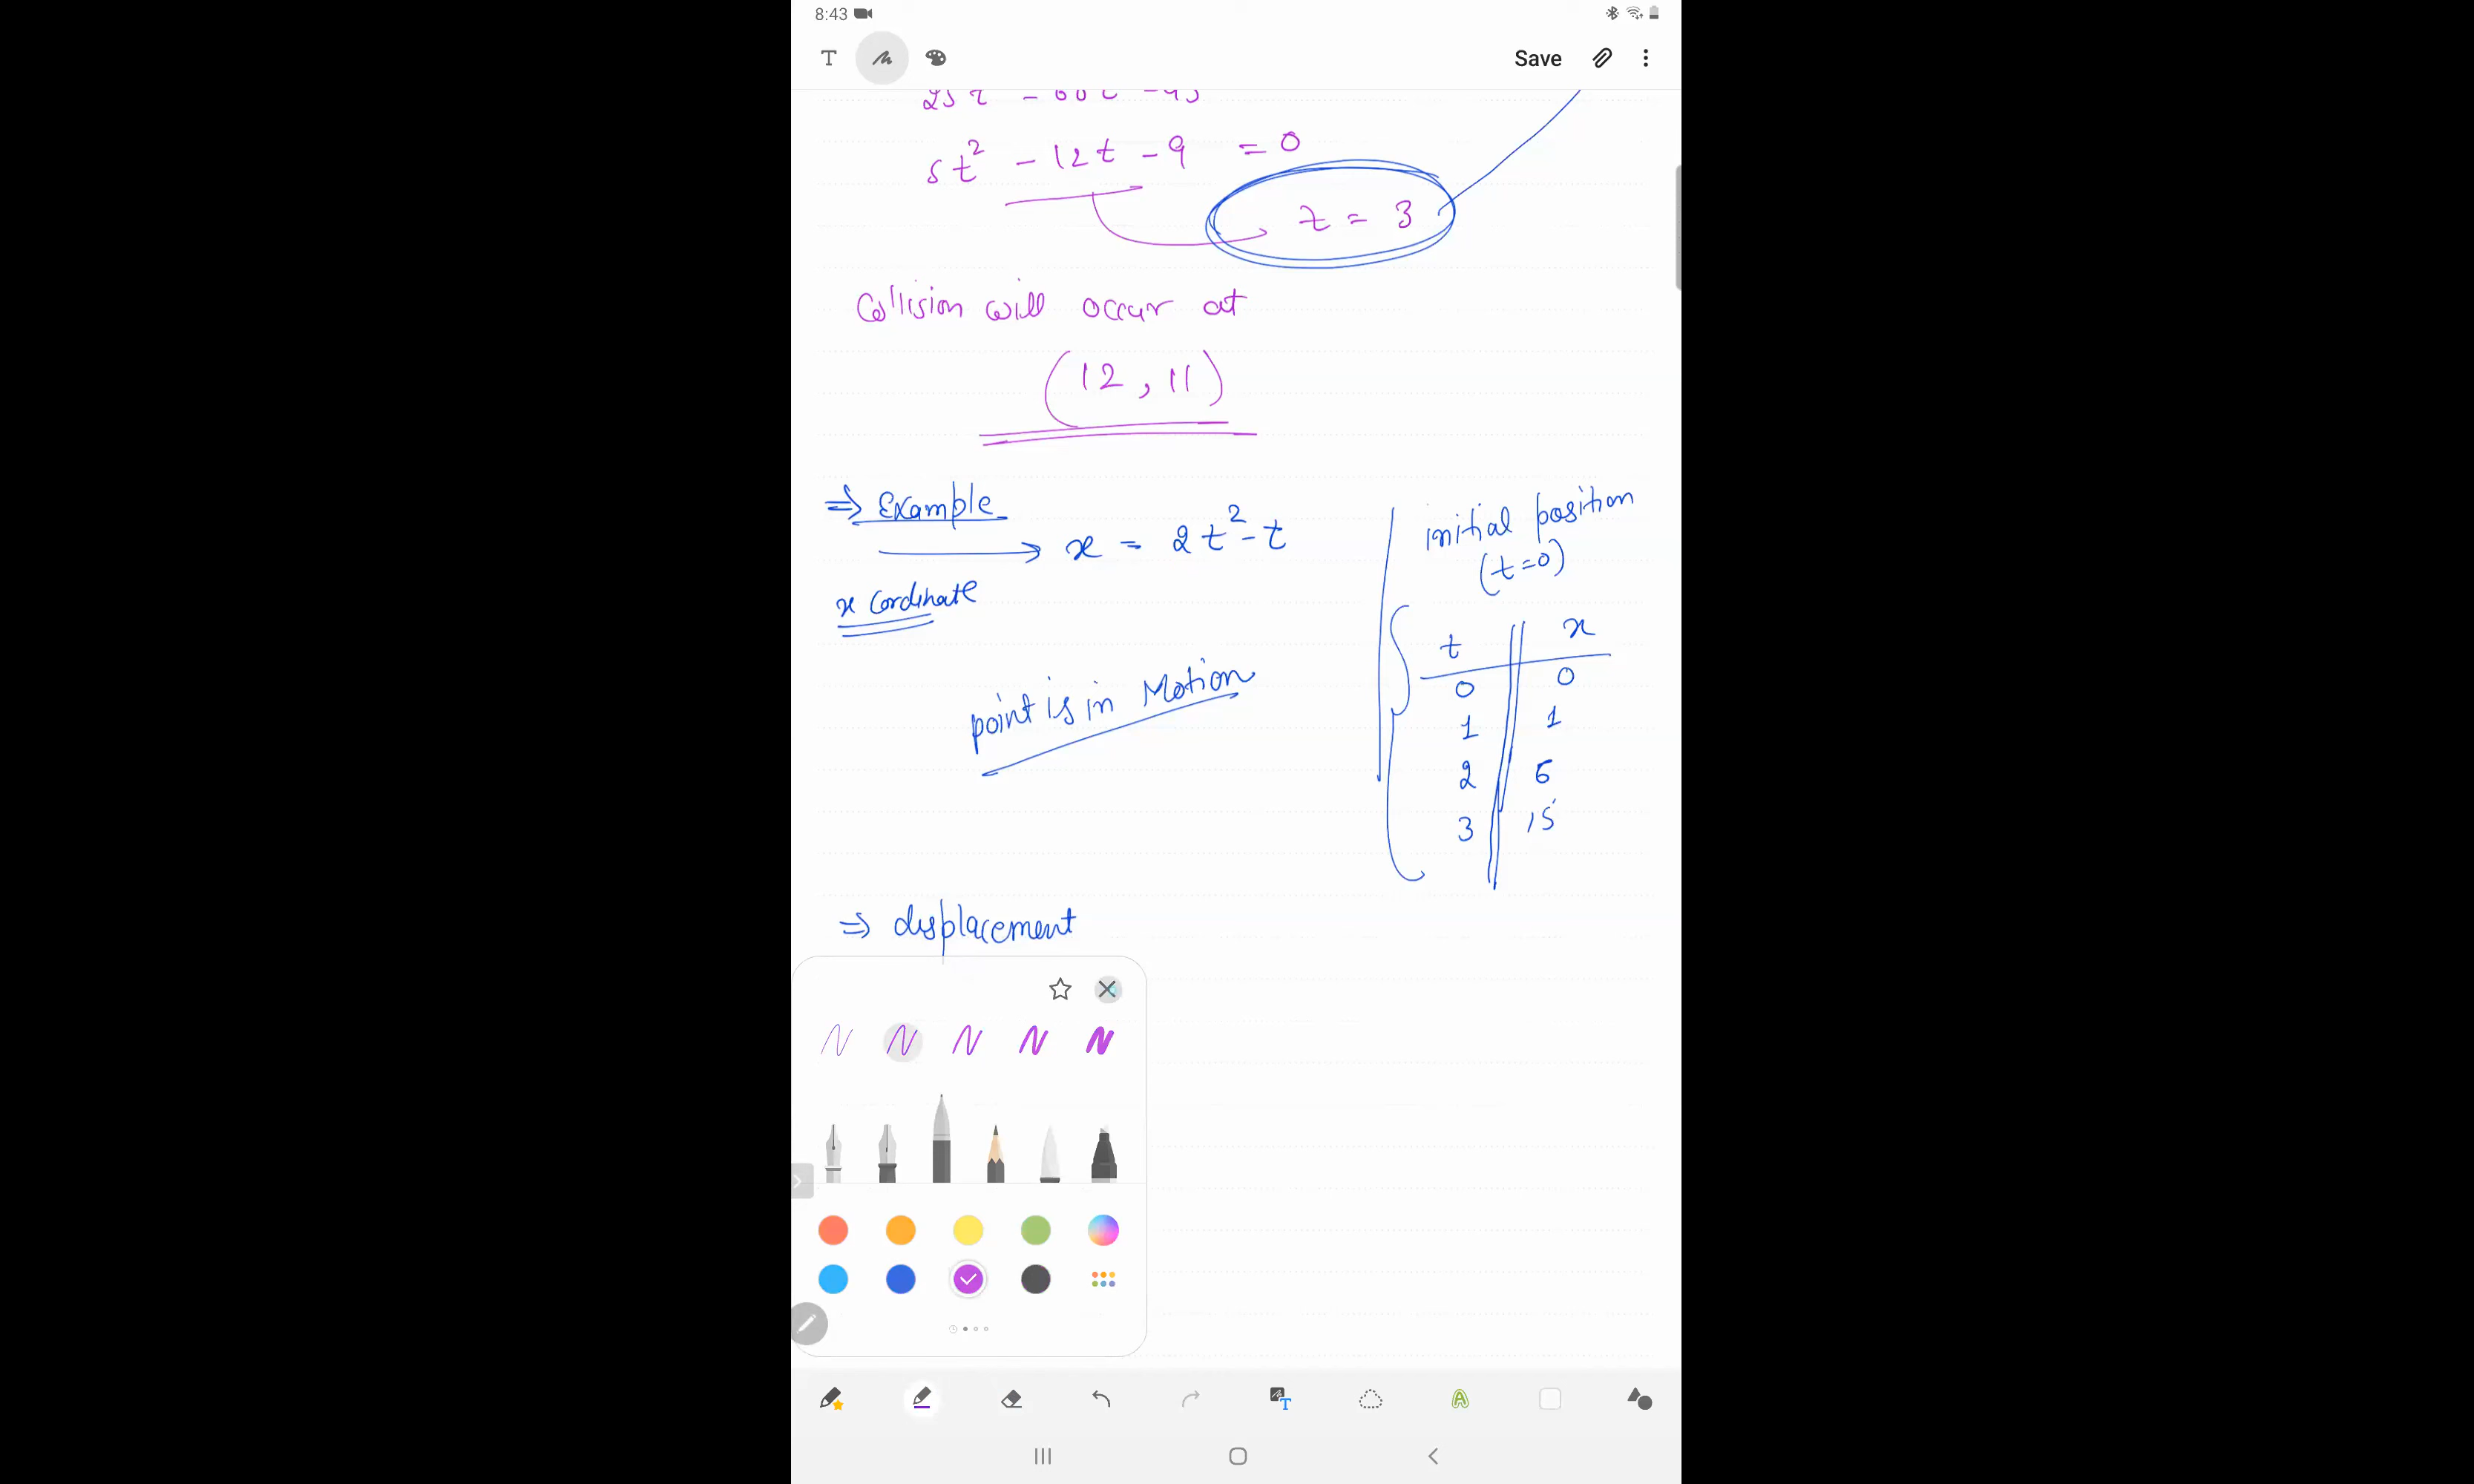 8:43
T Save
5t² - 12t - 9 = 0
t = 3
Collision will occur at
(12, 11)
⇒ Example
→ x = 2t² - t
x Cordinate
point is in Motion
initial position
(t = 0)
t x
0 0
1 1
2 6
3 15
⇒ displacement
T
A